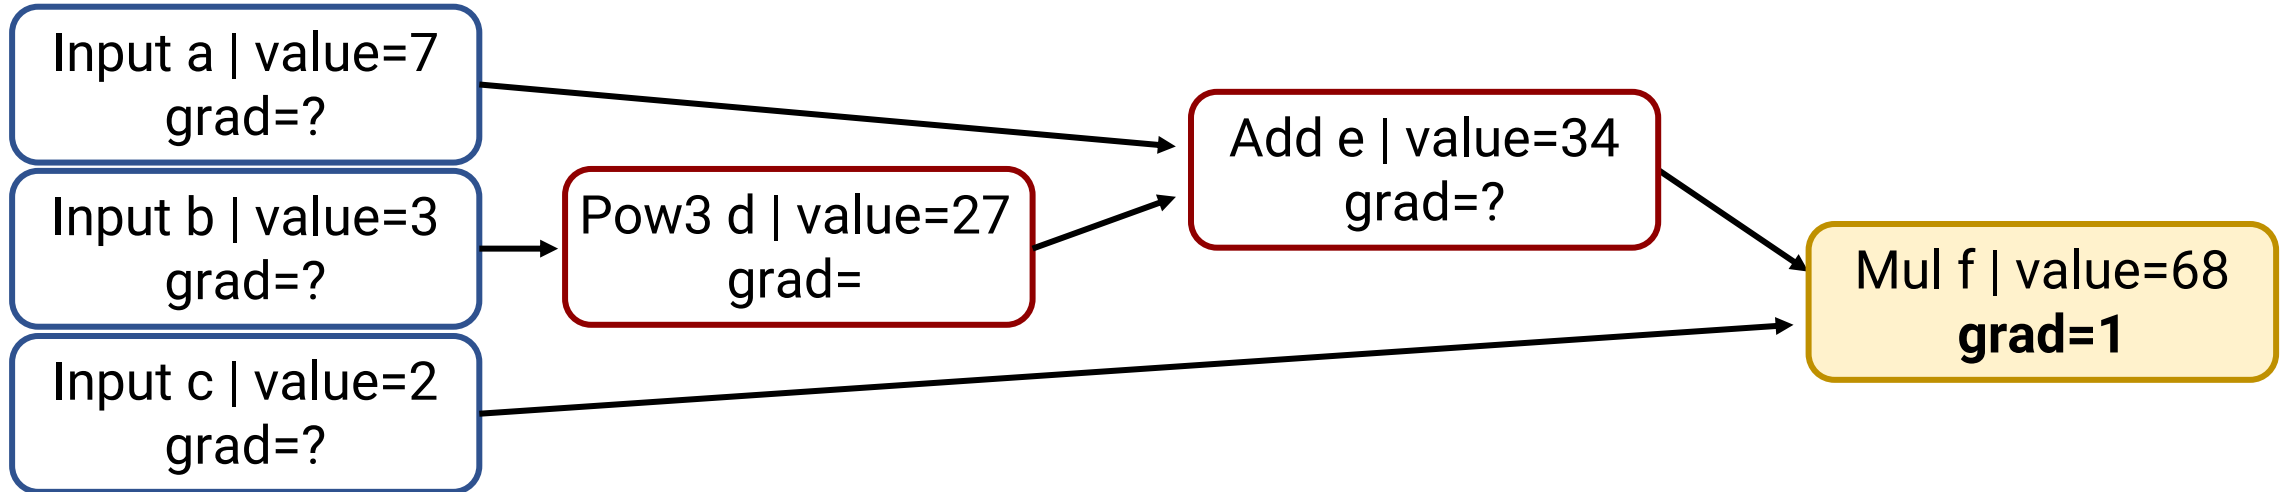 Input a | value=7
grad=?
Input b | value=3
grad=?
Input c | value=2
grad=?
Pow3 d | value=27
grad=
Add e | value=34
grad=?
Mul f | value=68
grad=1